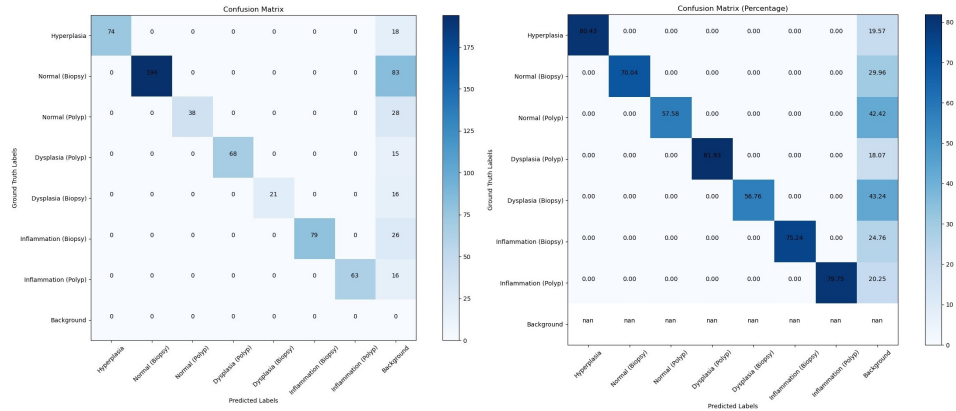 Confusion Matrix
Ground Truth Labels
Hyperplasia 74 0 0 0 0 0 0 18
Normal (Biopsy) 0 194 0 0 0 0 0 83
Normal (Polyp) 0 0 38 0 0 0 0 28
Dysplasia (Polyp) 0 0 0 68 0 0 0 15
Dysplasia (Biopsy) 0 0 0 0 21 0 0 16
Inflammation (Biopsy) 0 0 0 0 0 79 0 26
Inflammation (Polyp) 0 0 0 0 0 0 63 16
Background 0 0 0 0 0 0 0 0
Hyperplasia Normal (Biopsy) Normal (Polyp) Dysplasia (Polyp) Dysplasia (Biopsy) Inflammation (Biopsy) Inflammation (Polyp) Background
Predicted Labels
175
150
125
100
75
50
25
0
Confusion Matrix (Percentage)
Ground Truth Labels
Hyperplasia 80.43 0.00 0.00 0.00 0.00 0.00 0.00 19.57
Normal (Biopsy) 0.00 70.04 0.00 0.00 0.00 0.00 0.00 29.96
Normal (Polyp) 0.00 0.00 57.58 0.00 0.00 0.00 0.00 42.42
Dysplasia (Polyp) 0.00 0.00 0.00 81.93 0.00 0.00 0.00 18.07
Dysplasia (Biopsy) 0.00 0.00 0.00 0.00 56.76 0.00 0.00 43.24
Inflammation (Biopsy) 0.00 0.00 0.00 0.00 0.00 75.24 0.00 24.76
Inflammation (Polyp) 0.00 0.00 0.00 0.00 0.00 0.00 79.75 20.25
Background nan nan nan nan nan nan nan nan
Hyperplasia Normal (Biopsy) Normal (Polyp) Dysplasia (Polyp) Dysplasia (Biopsy) Inflammation (Biopsy) Inflammation (Polyp) Background
Predicted Labels
80
70
60
50
40
30
20
10
0